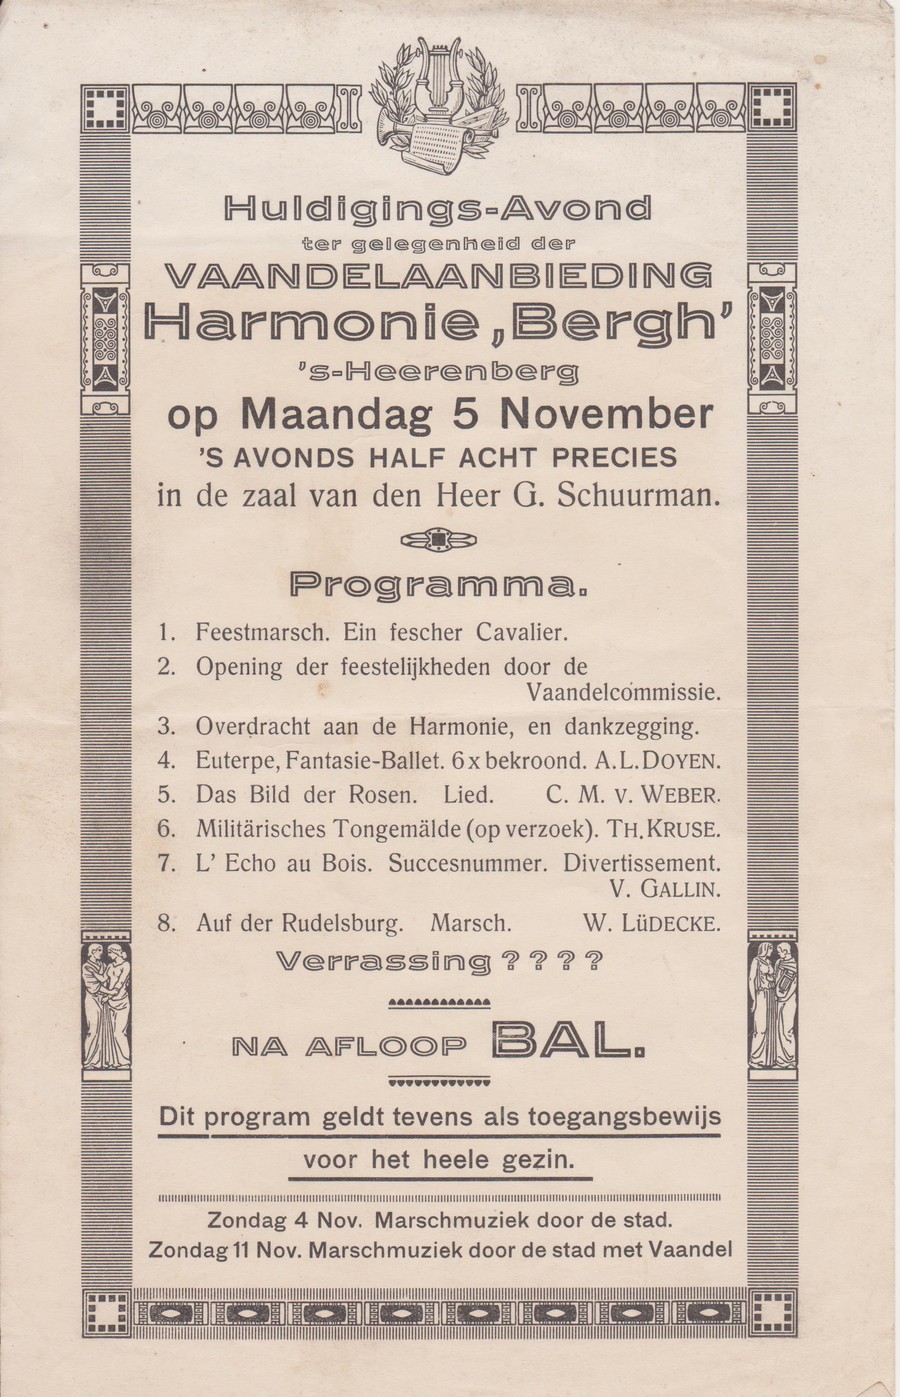 Huldigings-Avond
ter gelegenheid der
VAANDELAANBIEDING
Harmonie ,Bergh'
's-Heerenberg
op Maandag 5 November
'S AVONDS HALF ACHT PRECIES
in de zaal van den Heer G. Schuurman.
Programma.
1. Feestmarsch. Ein fescher Cavalier.
2. Opening der feestelijkheden door de
Vaandelcommissie.
3. Overdracht aan de Harmonie, en dankzegging.
4. Euterpe, Fantasie-Ballet. 6 x bekroond. A. L. DOYEN.
5. Das Bild der Rosen. Lied. C. M. v. WEBER.
6. Militärisches Tongemälde (op verzoek). TH. KRUSE.
7. L' Echo au Bois. Succesnummer. Divertissement.
V. GALLIN.
8. Auf der Rudelsburg. Marsch. W. LÜDECKE.
Verrassing ? ? ? ?
NA AFLOOP BAL.
Dit program geldt tevens als toegangsbewijs
voor het heele gezin.
Zondag 4 Nov. Marschmuziek door de stad.
Zondag 11 Nov. Marschmuziek door de stad met Vaandel